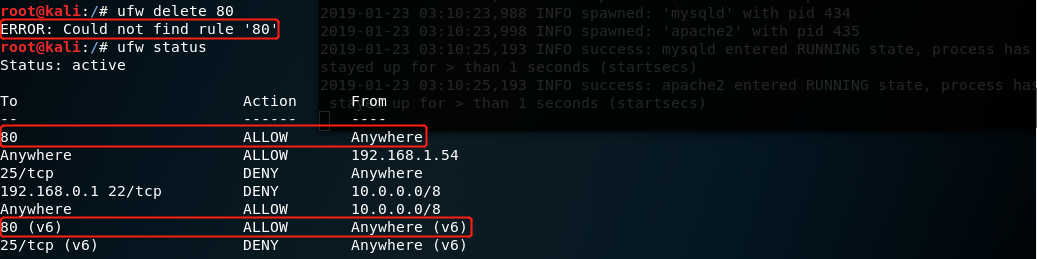 root@kali:/# ufw delete 80
ERROR: Could not find rule '80'
root@kali:/# ufw status
Status: active
To Action From
-- ------ ----
80 ALLOW Anywhere
Anywhere ALLOW 192.168.1.54
25/tcp DENY Anywhere
192.168.0.1 22/tcp DENY 10.0.0.0/8
Anywhere ALLOW 10.0.0.0/8
80 (v6) ALLOW Anywhere (v6)
25/tcp (v6) DENY Anywhere (v6)
2019-01-23 03:10:23,988 INFO spawned: 'mysqld' with pid 434
2019-01-23 03:10:23,998 INFO spawned: 'apache2' with pid 435
2019-01-23 03:10:25,193 INFO success: mysqld entered RUNNING state, process has
stayed up for > than 1 seconds (startsecs)
2019-01-23 03:10:25,193 INFO success: apache2 entered RUNNING state, process has
stayed up for > than 1 seconds (startsecs)